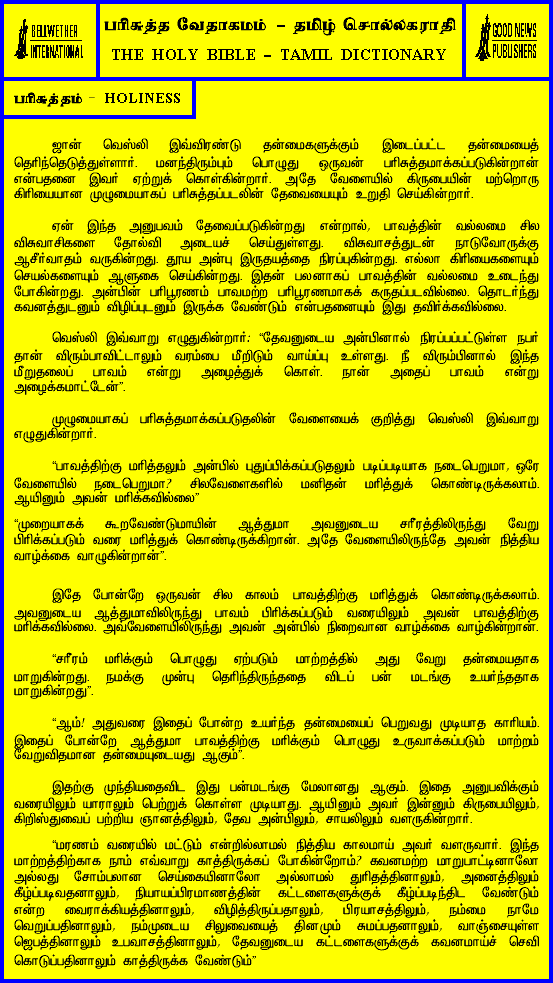 BELLWETHER
INTERNATIONAL
பரிசுத்த வேதாகமம் – தமிழ் சொல்லகராதி
THE HOLY BIBLE – TAMIL DICTIONARY
GOOD NEWS
PUBLISHERS
பரிசுத்தம் – HOLINESS
ஜான் வெஸ்லி இவ்விரண்டு தன்மைகளுக்கும் இடைப்பட்ட தன்மையைத்
தெரிந்தெடுத்துள்ளார். மனந்திரும்பும் பொழுது ஒருவன் பரிசுத்தமாக்கப்படுகின்றான்
என்பதனை இவர் ஏற்றுக் கொள்கின்றார். அதே வேளையில் கிருபையின் மற்றொரு
கிரியையான முழுமையாகப் பரிசுத்தப்படலின் தேவையையும் உறுதி செய்கின்றார்.
ஏன் இந்த அனுபவம் தேவைப்படுகின்றது என்றால், பாவத்தின் வல்லமை சில
விசுவாசிகளை தோல்வி அடையச் செய்துள்ளது. விசுவாசத்துடன் நாடுவோருக்கு
ஆசீர்வாதம் வருகின்றது. தூய அன்பு இருதயத்தை நிரப்புகின்றது. எல்லா கிரியைகளையும்
செயல்களையும் ஆளுகை செய்கின்றது. இதன் பலனாகப் பாவத்தின் வல்லமை உடைந்து
போகின்றது. அன்பின் பரிபூரணம் பாவமற்ற பரிபூரணமாகக் கருதப்படவில்லை. தொடர்ந்து
கவனத்துடனும் விழிப்புடனும் இருக்க வேண்டும் என்பதனையும் இது தவிர்க்கவில்லை.
வெஸ்லி இவ்வாறு எழுதுகின்றார்: “தேவனுடைய அன்பினால் நிரப்பப்பட்டுள்ள நபர்
தான் விரும்பாவிட்டாலும் வரம்பை மீறிடும் வாய்ப்பு உள்ளது. நீ விரும்பினால் இந்த
மீறுதலைப் பாவம் என்று அழைத்துக் கொள். நான் அதைப் பாவம் என்று
அழைக்கமாட்டேன்”.
முழுமையாகப் பரிசுத்தமாக்கப்படுதலின் வேளையைக் குறித்து வெஸ்லி இவ்வாறு
எழுதுகின்றார்.
“பாவத்திற்கு மரித்தலும் அன்பில் புதுப்பிக்கப்படுதலும் படிப்படியாக நடைபெறுமா, ஒரே
வேளையில் நடைபெறுமா? சிலவேளைகளில் மனிதன் மரித்துக் கொண்டிருக்கலாம்.
ஆயினும் அவன் மரிக்கவில்லை”
“முறையாகக் கூறவேண்டுமாயின் ஆத்துமா அவனுடைய சரீரத்திலிருந்து வேறு
பிரிக்கப்படும் வரை மரித்துக் கொண்டிருக்கிறான். அதே வேளையிலிருந்தே அவன் நித்திய
வாழ்க்கை வாழுகின்றான்”.
இதே போன்றே ஒருவன் சில காலம் பாவத்திற்கு மரித்துக் கொண்டிருக்கலாம்.
அவனுடைய ஆத்துமாவிலிருந்து பாவம் பிரிக்கப்படும் வரையிலும் அவன் பாவத்திற்கு
மரிக்கவில்லை. அவ்வேளையிலிருந்து அவன் அன்பில் நிறைவான வாழ்க்கை வாழ்கின்றான்.
“சரீரம் மரிக்கும் பொழுது ஏற்படும் மாற்றத்தில் அது வேறு தன்மையதாக
மாறுகின்றது. நமக்கு முன்பு தெரிந்திருந்ததை விடப் பன் மடங்கு உயர்ந்ததாக
மாறுகின்றது”.
“ஆம்! அதுவரை இதைப் போன்ற உயர்ந்த தன்மையைப் பெறுவது முடியாத காரியம்.
இதைப் போன்றே ஆத்துமா பாவத்திற்கு மரிக்கும் பொழுது உருவாக்கப்படும் மாற்றம்
வேறுவிதமான தன்மையுடையது ஆகும்”.
இதற்கு முந்தியதைவிட இது பன்மடங்கு மேலானது ஆகும். இதை அனுபவிக்கும்
வரையிலும் யாராலும் பெற்றுக் கொள்ள முடியாது. ஆயினும் அவர் இன்னும் கிருபையிலும்,
கிறிஸ்துவைப் பற்றிய ஞானத்திலும், தேவ அன்பிலும், சாயலிலும் வளருகின்றார்.
“மரணம் வரையில் மட்டும் என்றில்லாமல் நித்திய காலமாய் அவர் வளருவார். இந்த
மாற்றத்திற்காக நாம் எவ்வாறு காத்திருக்கப் போகின்றோம்? கவனமற்ற மாறுபாட்டினாலோ
அல்லது சோம்பலான செய்கையினாலோ அல்லாமல் துரிதத்தினாலும், அனைத்திலும்
கீழ்ப்படிவதனாலும், நியாயப்பிரமாணத்தின் கட்டளைகளுக்குக் கீழ்ப்படிந்திட வேண்டும்
என்ற வைராக்கியத்தினாலும், விழித்திருப்பதாலும், பிரயாசத்திலும், நம்மை நாமே
வெறுப்பதினாலும், நம்முடைய சிலுவையைத் தினமும் சுமப்பதனாலும், வாஞ்சையுள்ள
ஜெபத்தினாலும் உபவாசத்தினாலும், தேவனுடைய கட்டளைகளுக்குக் கவனமாய்ச் செவி
கொடுப்பதினாலும் காத்திருக்க வேண்டும்”